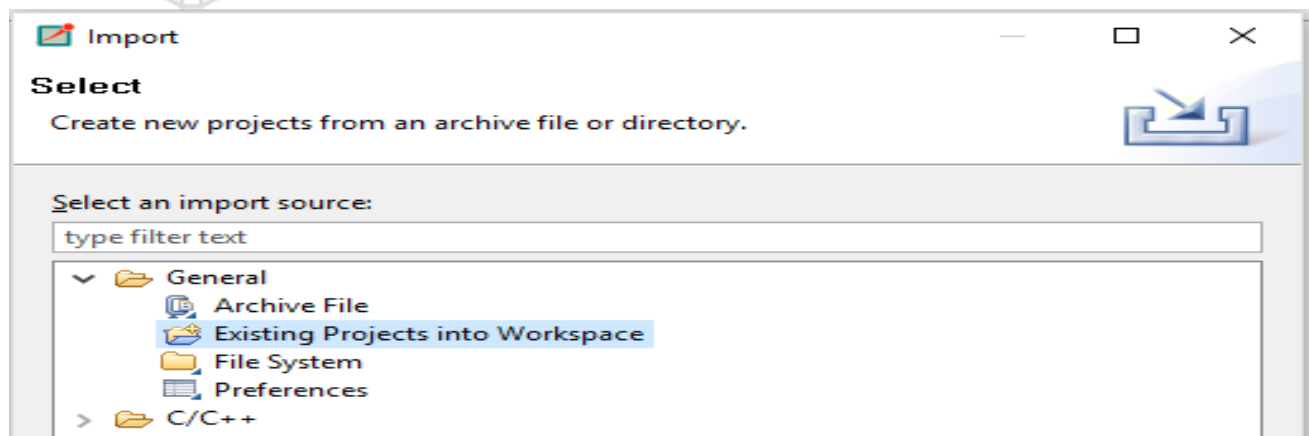 Import
Select
Create new projects from an archive file or directory.
Select an import source:
type filter text
General
Archive File
Existing Projects into Workspace
File System
Preferences
C/C++